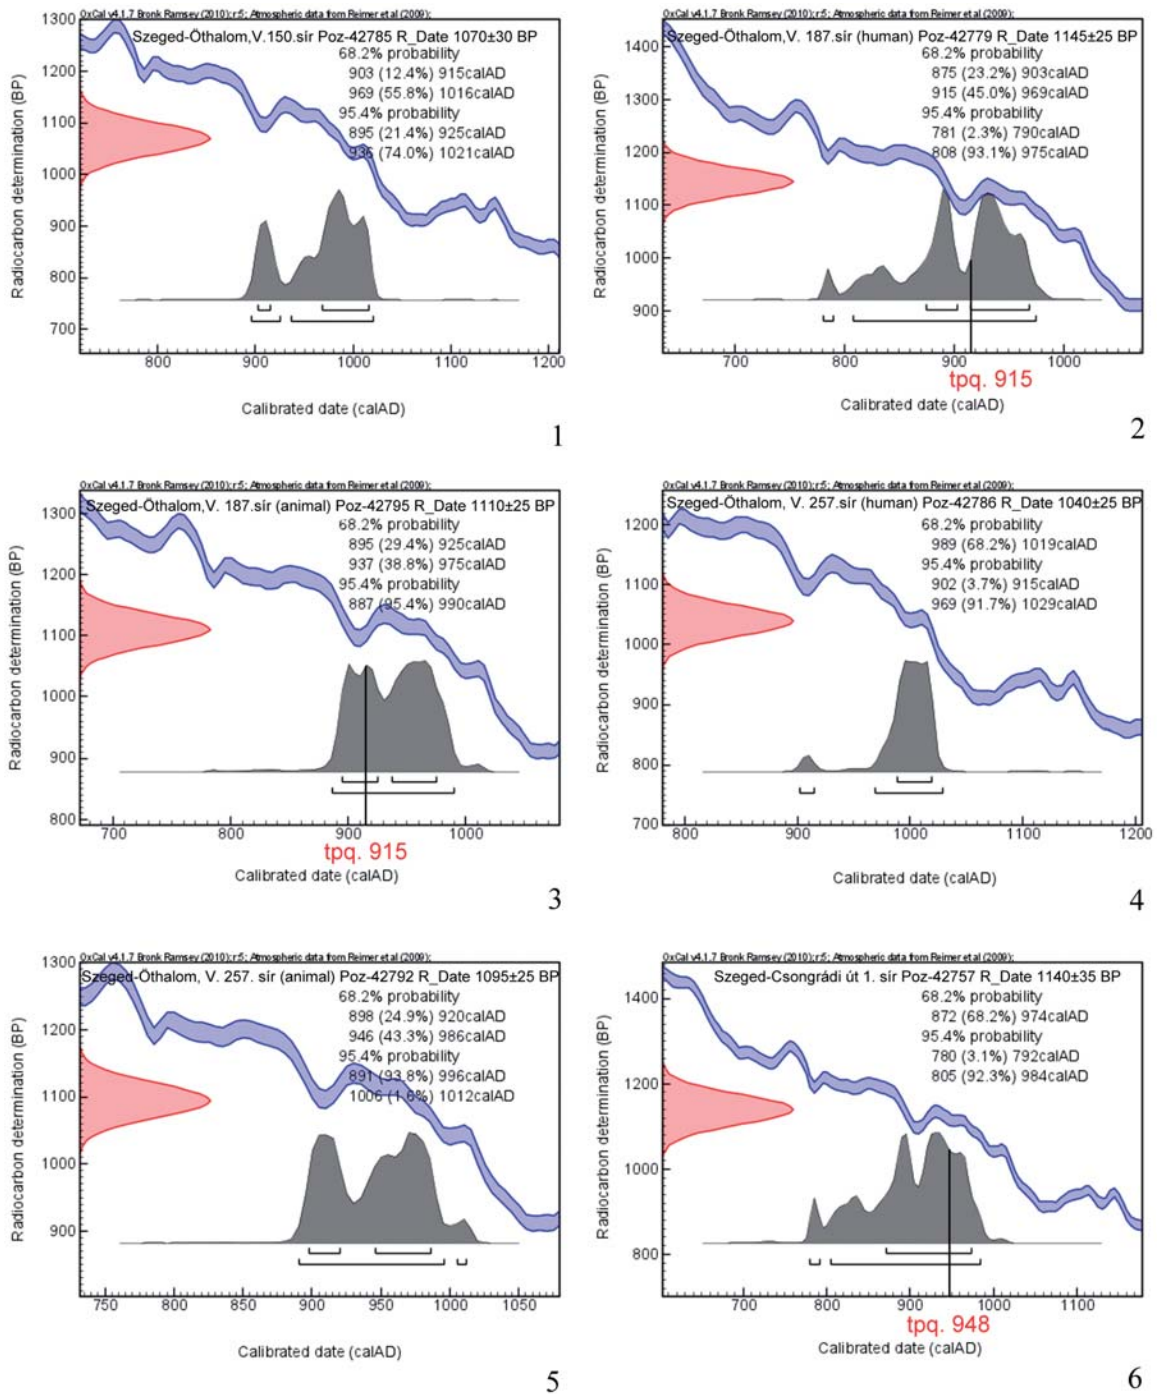 OxCal v4.1.7 Bronk Ramsey (2010); r:5; Atmospheric data from Reimer et al (2009);
Szeged-Öthalom,V.150.sír Poz-42785 R_Date 1070±30 BP
68.2% probability
903 (12.4%) 915calAD
969 (55.8%) 1016calAD
95.4% probability
895 (21.4%) 925calAD
936 (74.0%) 1021calAD
Radiocarbon determination (BP)
1300
1200
1100
1000
900
800
700
800 900 1000 1100 1200
Calibrated date (calAD)
1
OxCal v4.1.7 Bronk Ramsey (2010); r:5; Atmospheric data from Reimer et al (2009);
Szeged-Öthalom,V. 187.sír (human) Poz-42779 R_Date 1145±25 BP
68.2% probability
875 (23.2%) 903calAD
915 (45.0%) 969calAD
95.4% probability
781 (2.3%) 790calAD
808 (93.1%) 975calAD
Radiocarbon determination (BP)
1400
1300
1200
1100
1000
900
700 800 900 1000
tpq. 915
Calibrated date (calAD)
2
OxCal v4.1.7 Bronk Ramsey (2010); r:5; Atmospheric data from Reimer et al (2009);
Szeged-Öthalom,V. 187.sír (animal) Poz-42795 R_Date 1110±25 BP
68.2% probability
895 (29.4%) 925calAD
937 (38.8%) 975calAD
95.4% probability
887 (95.4%) 990calAD
Radiocarbon determination (BP)
1300
1200
1100
1000
900
800
700 800 900 1000
tpq. 915
Calibrated date (calAD)
3
OxCal v4.1.7 Bronk Ramsey (2010); r:5; Atmospheric data from Reimer et al (2009);
Szeged-Öthalom, V. 257.sír (human) Poz-42786 R_Date 1040±25 BP
68.2% probability
989 (68.2%) 1019calAD
95.4% probability
902 (3.7%) 915calAD
969 (91.7%) 1029calAD
Radiocarbon determination (BP)
1200
1100
1000
900
800
700
800 900 1000 1100 1200
Calibrated date (calAD)
4
OxCal v4.1.7 Bronk Ramsey (2010); r:5; Atmospheric data from Reimer et al (2009);
Szeged-Öthalom, V. 257. sír (animal) Poz-42792 R_Date 1095±25 BP
68.2% probability
898 (24.9%) 920calAD
946 (43.3%) 986calAD
95.4% probability
891 (93.8%) 996calAD
1006 (1.6%) 1012calAD
Radiocarbon determination (BP)
1300
1200
1100
1000
900
750 800 850 900 950 1000 1050
Calibrated date (calAD)
5
OxCal v4.1.7 Bronk Ramsey (2010); r:5; Atmospheric data from Reimer et al (2009);
Szeged-Csongrádi út 1. sír Poz-42757 R_Date 1140±35 BP
68.2% probability
872 (68.2%) 974calAD
95.4% probability
780 (3.1%) 792calAD
805 (92.3%) 984calAD
Radiocarbon determination (BP)
1400
1200
1000
800
700 800 900 1000 1100
tpq. 948
Calibrated date (calAD)
6